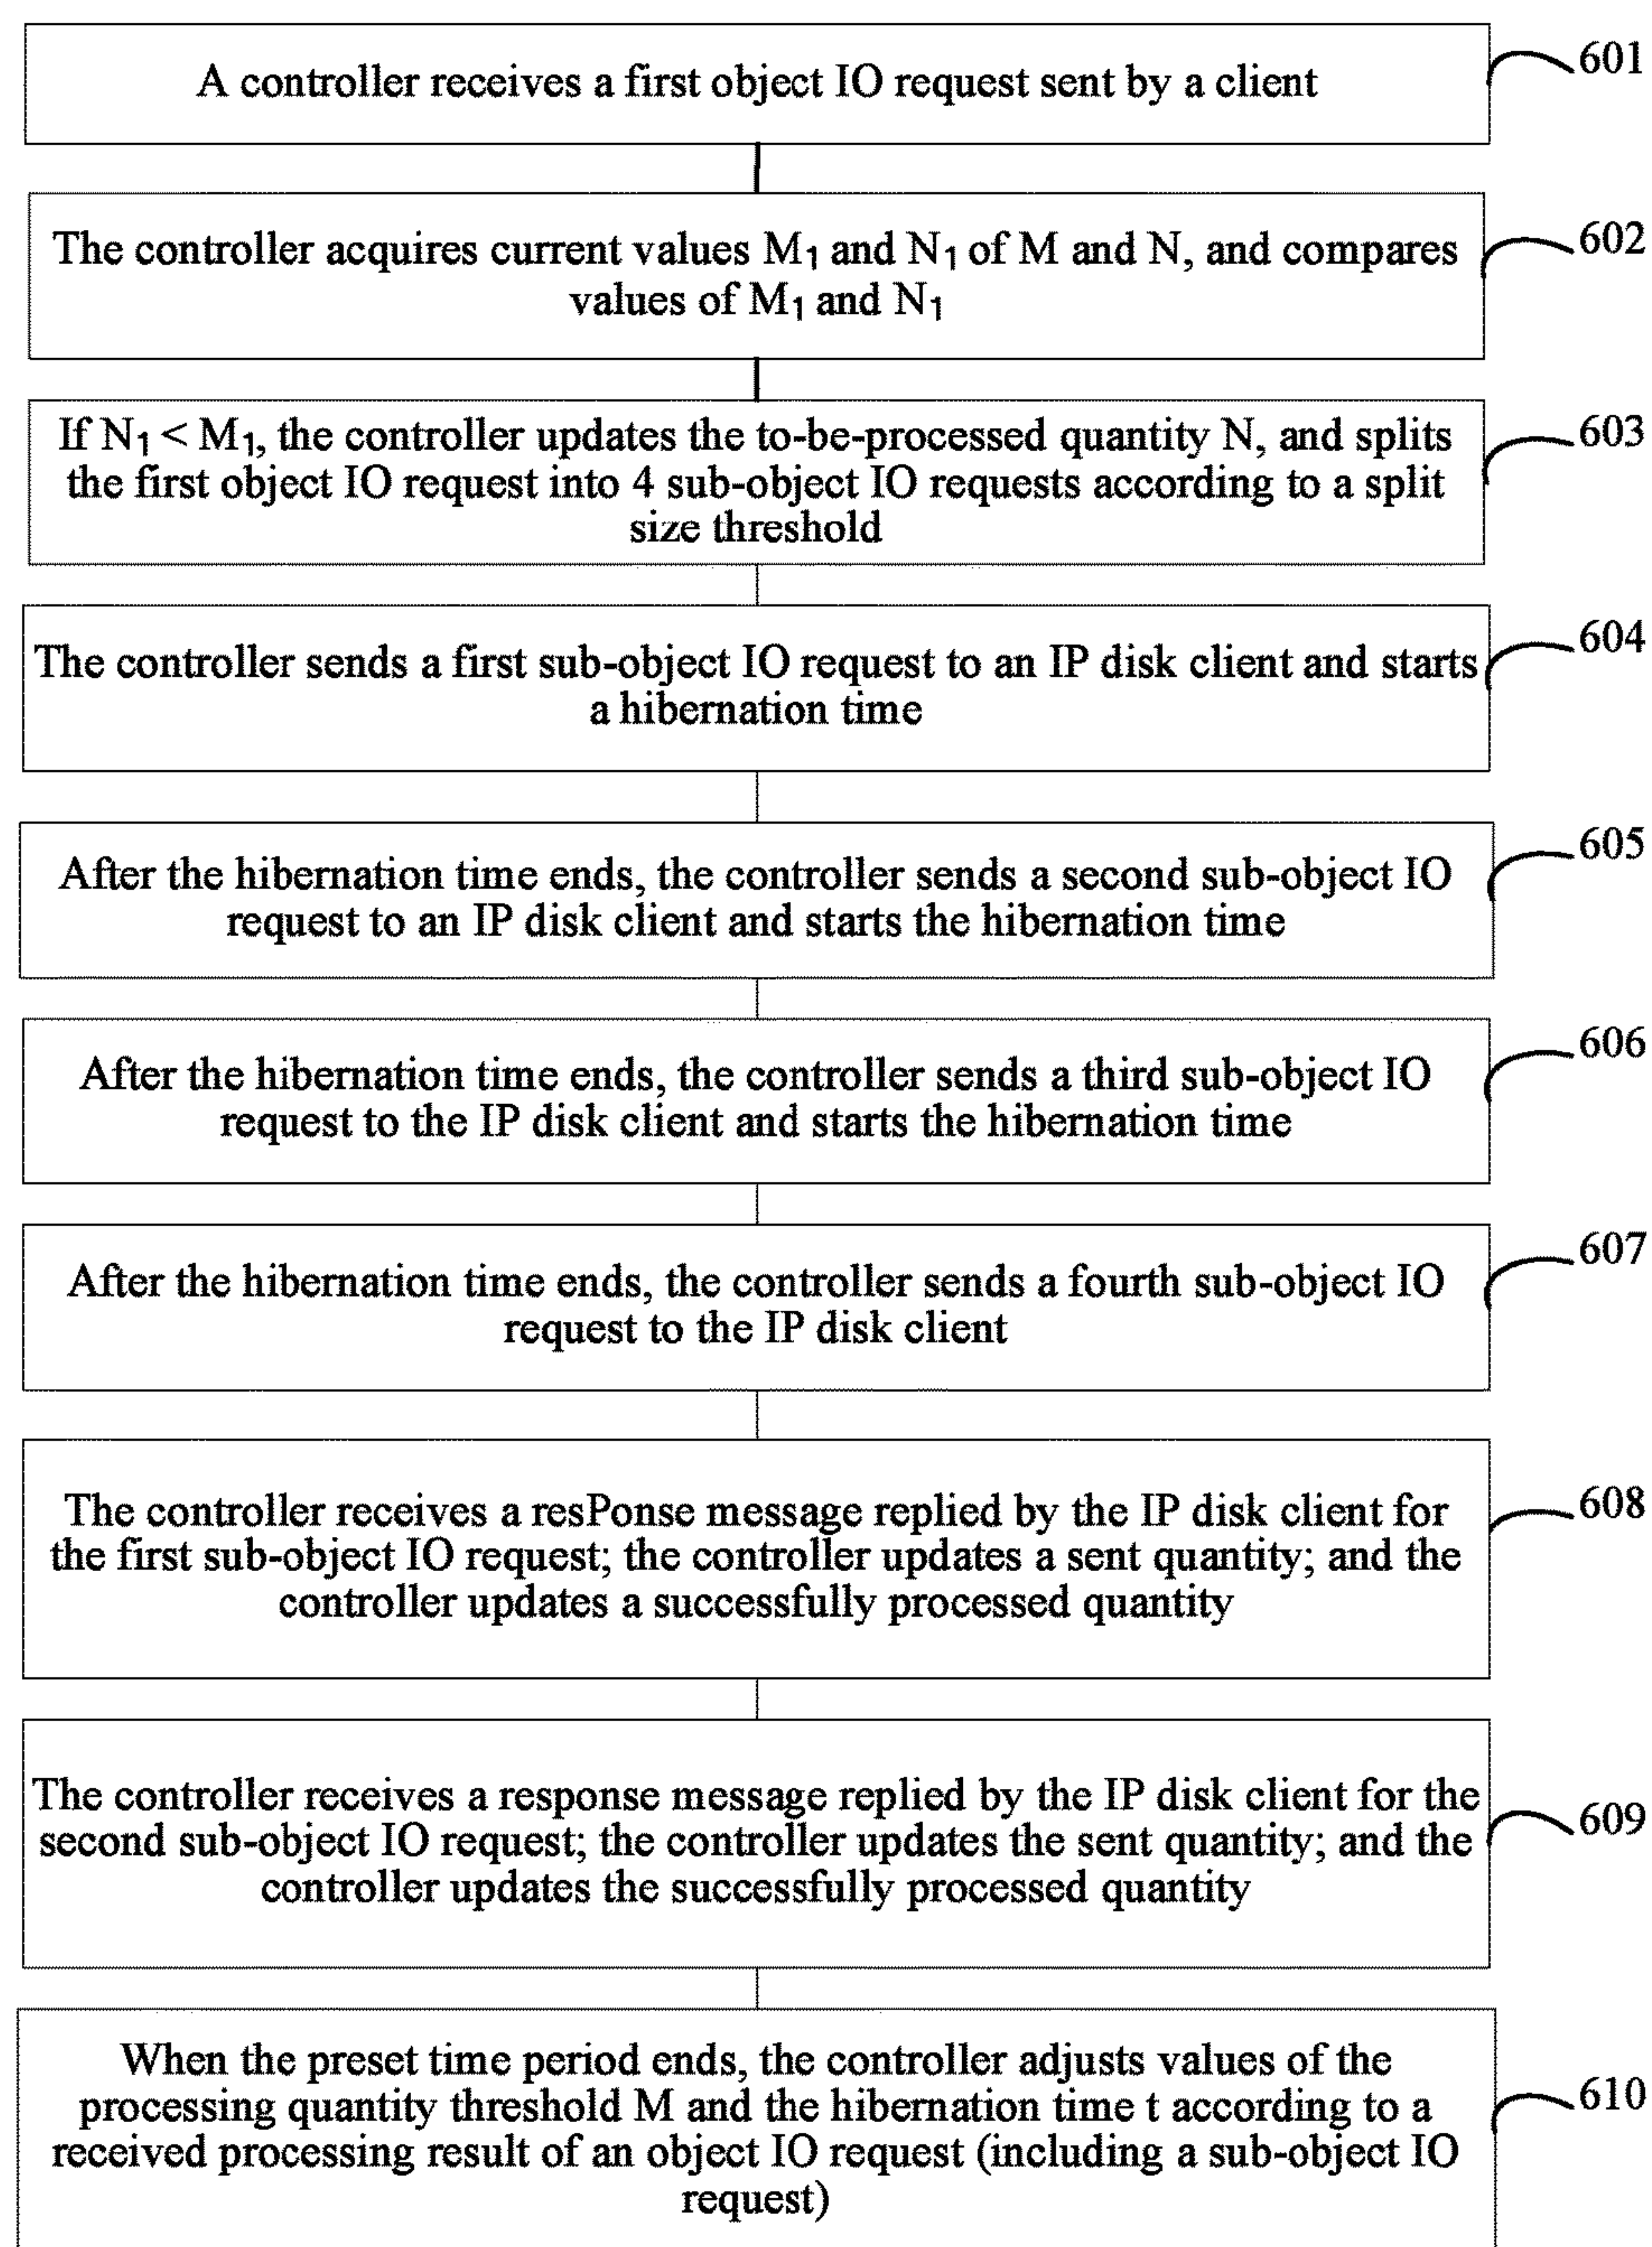 A controller receives a first object IO request sent by a client
601
The controller acquires current values M₁ and N₁ of M and N, and compares
values of M₁ and N₁
602
If N₁ < M₁, the controller updates the to-be-processed quantity N, and splits
the first object IO request into 4 sub-object IO requests according to a split
size threshold
603
The controller sends a first sub-object IO request to an IP disk client and starts
a hibernation time
604
After the hibernation time ends, the controller sends a second sub-object IO
request to an IP disk client and starts the hibernation time
605
After the hibernation time ends, the controller sends a third sub-object IO
request to the IP disk client and starts the hibernation time
606
After the hibernation time ends, the controller sends a fourth sub-object IO
request to the IP disk client
607
The controller receives a resPonse message replied by the IP disk client for
the first sub-object IO request; the controller updates a sent quantity; and the
controller updates a successfully processed quantity
608
The controller receives a response message replied by the IP disk client for the
second sub-object IO request; the controller updates the sent quantity; and the
controller updates the successfully processed quantity
609
When the preset time period ends, the controller adjusts values of the
processing quantity threshold M and the hibernation time t according to a
received processing result of an object IO request (including a sub-object IO
request)
610